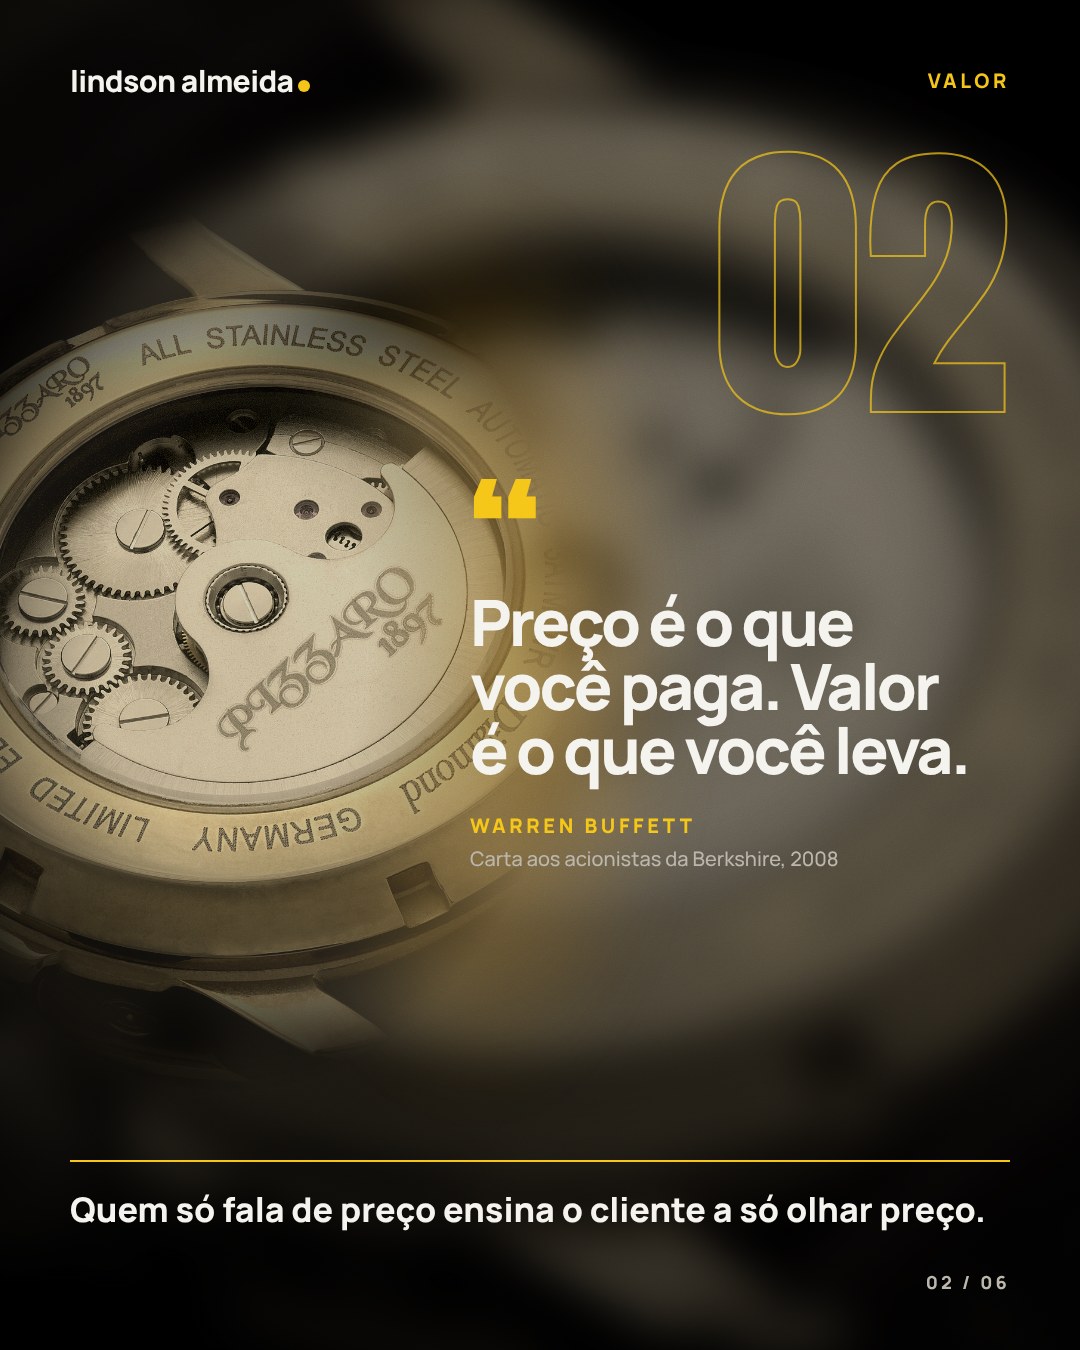 lindson almeida
VALOR
02
ALL STAINLESS STEEL AUTOM
1897
“
PIZZARO
1897
Preço é o que
você paga. Valor
é o que você leva.
Diamond
GERMANY
LIMITED
WARREN BUFFETT
Carta aos acionistas da Berkshire, 2008
Quem só fala de preço ensina o cliente a só olhar preço.
02 / 06